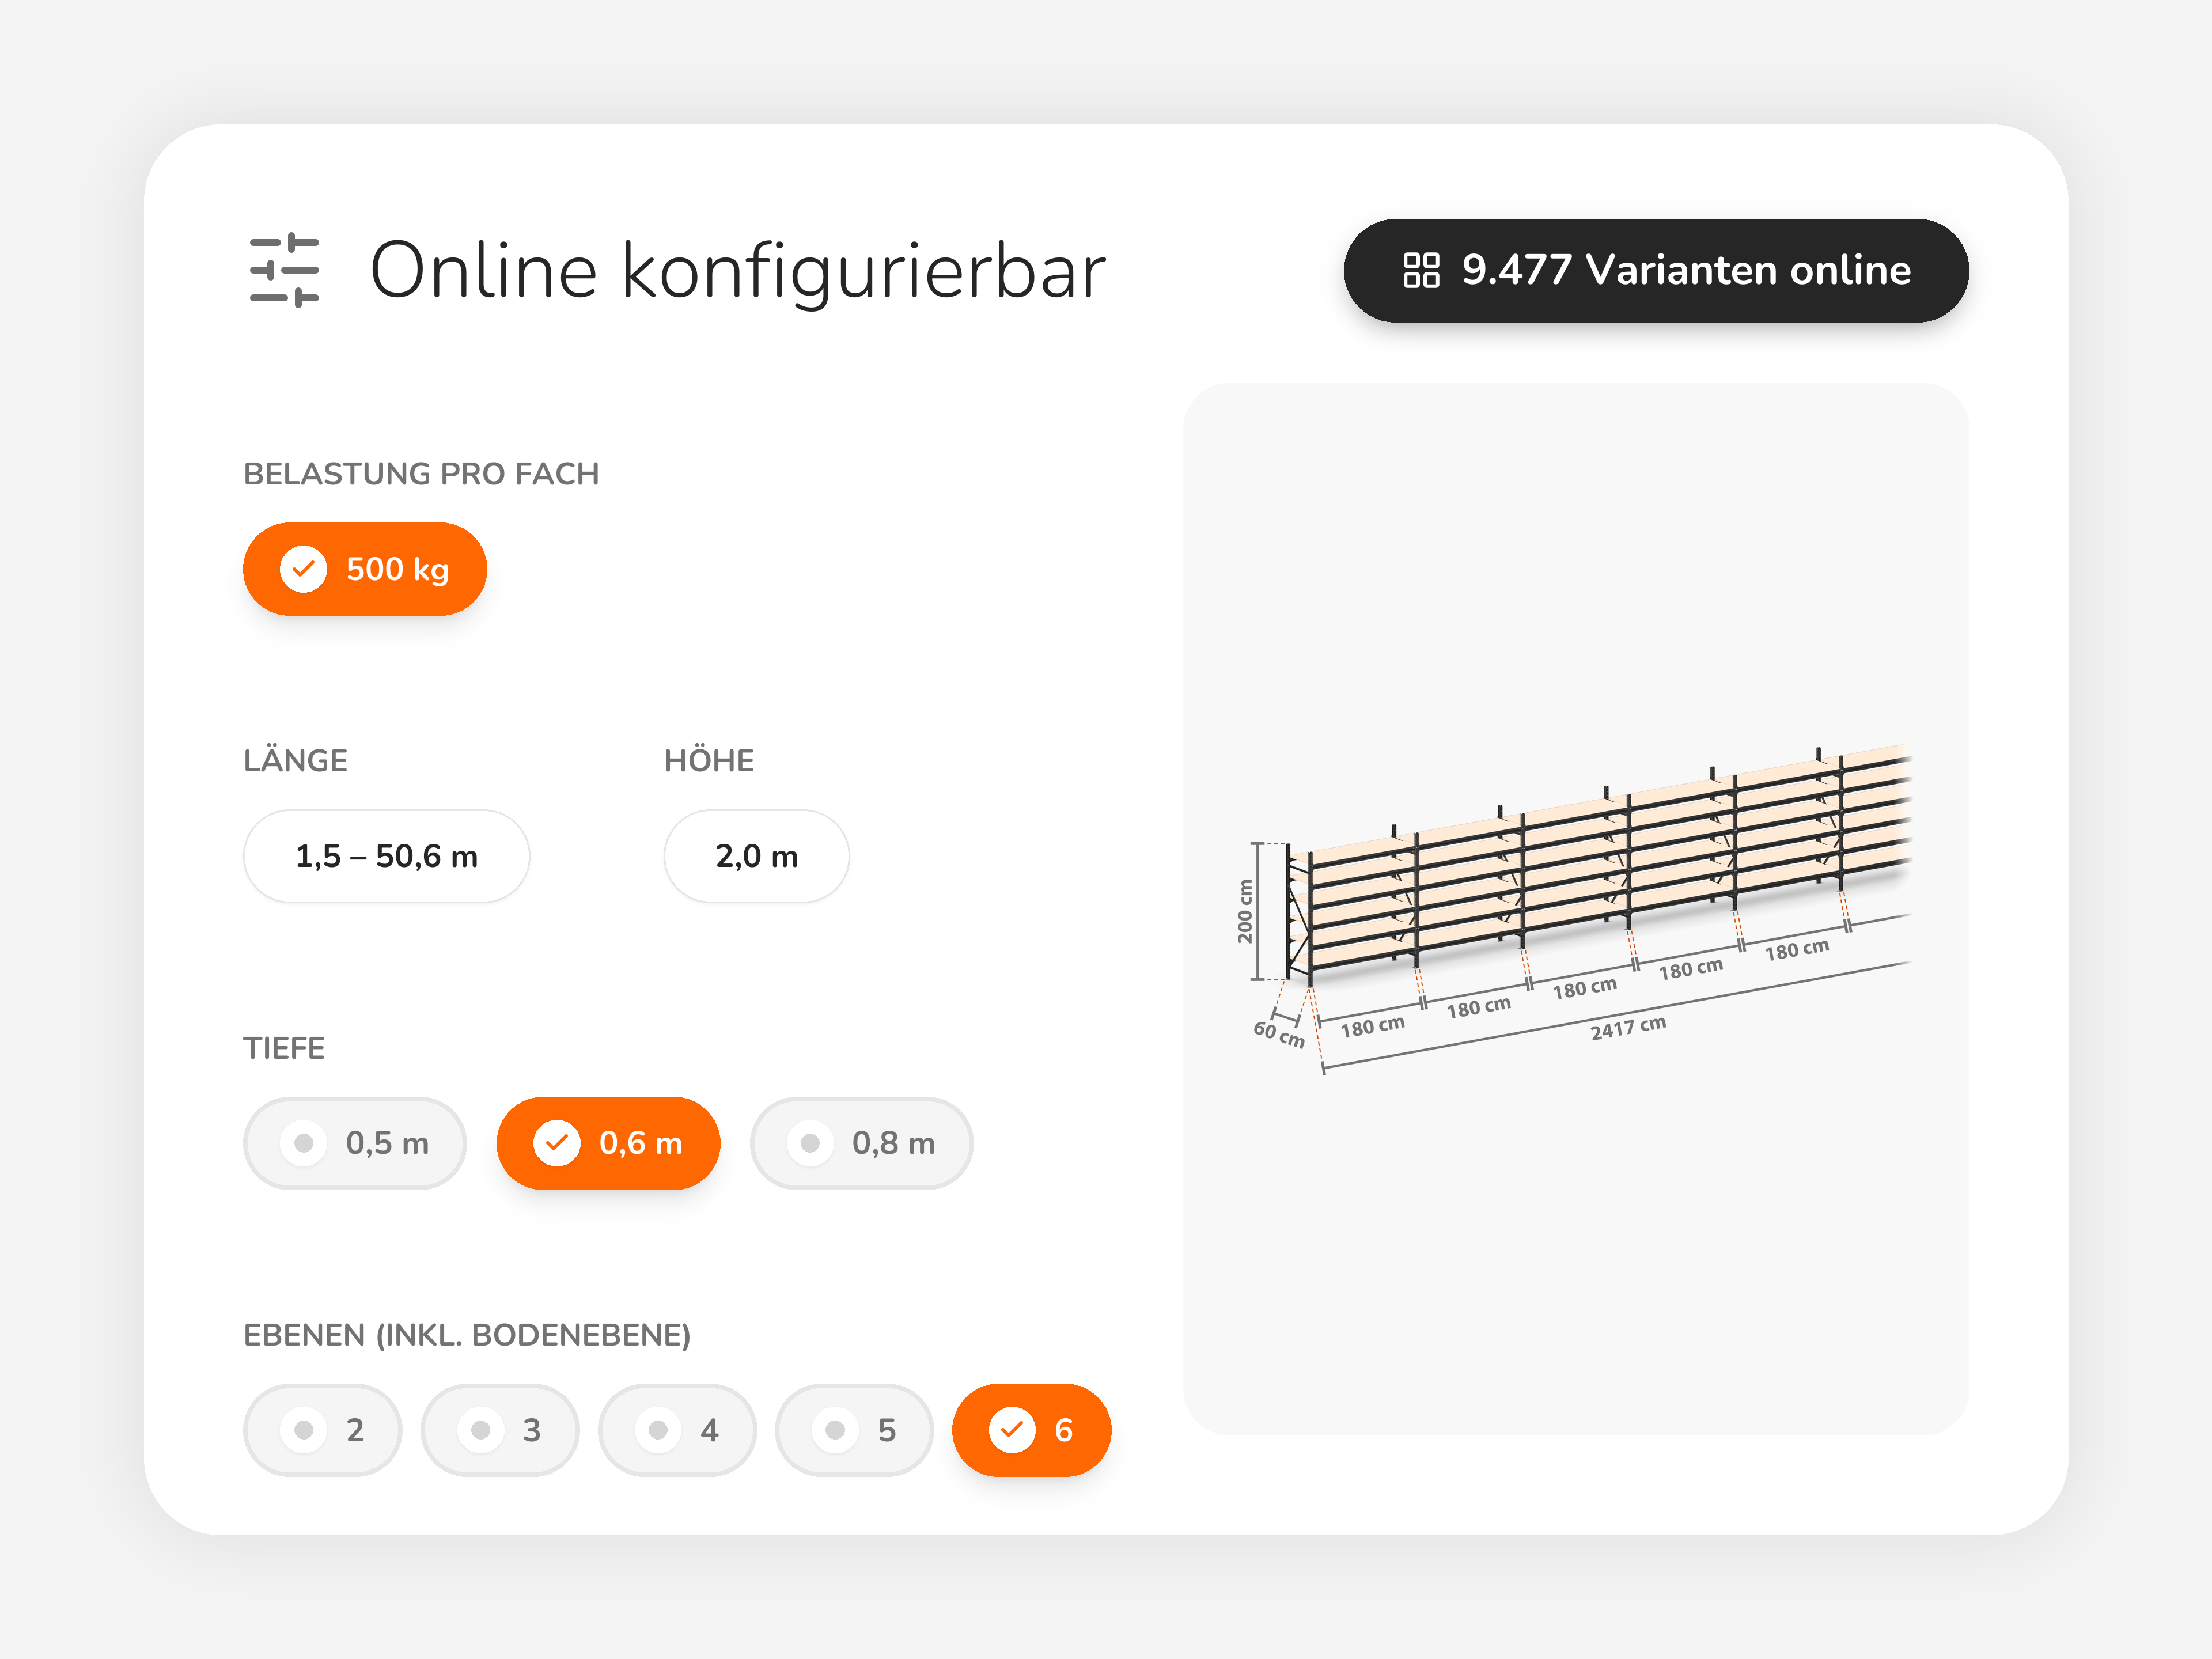 Online konfigurierbar
9.477 Varianten online
BELASTUNG PRO FACH
500 kg
LÄNGE
HÖHE
1,5 – 50,6 m
2,0 m
TIEFE
0,5 m
0,6 m
0,8 m
EBENEN (INKL. BODENEBENE)
2
3
4
5
6
200 cm
60 cm
180 cm
180 cm
180 cm
180 cm
180 cm
2417 cm